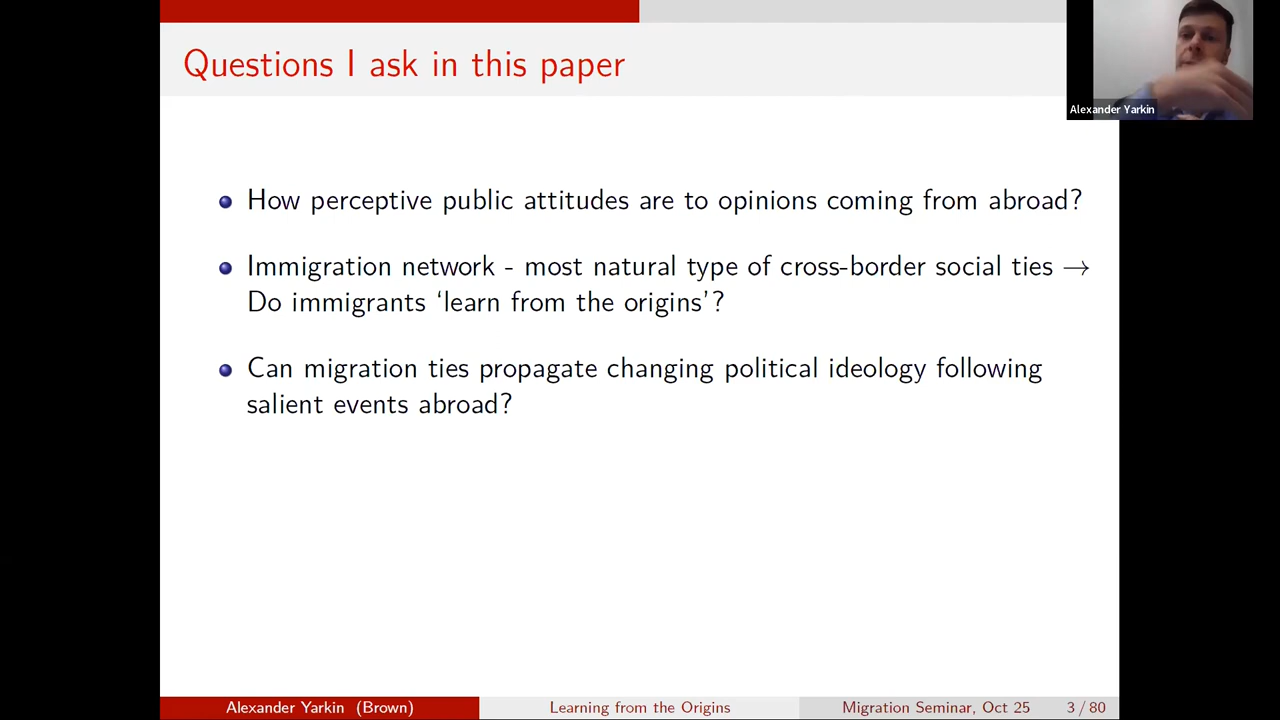 Questions I ask in this paper
Alexander Yarkin
How perceptive public attitudes are to opinions coming from abroad?
Immigration network - most natural type of cross-border social ties →
Do immigrants ‘learn from the origins’?
Can migration ties propagate changing political ideology following
salient events abroad?
Alexander Yarkin (Brown)
Learning from the Origins
Migration Seminar, Oct 25
3 / 80